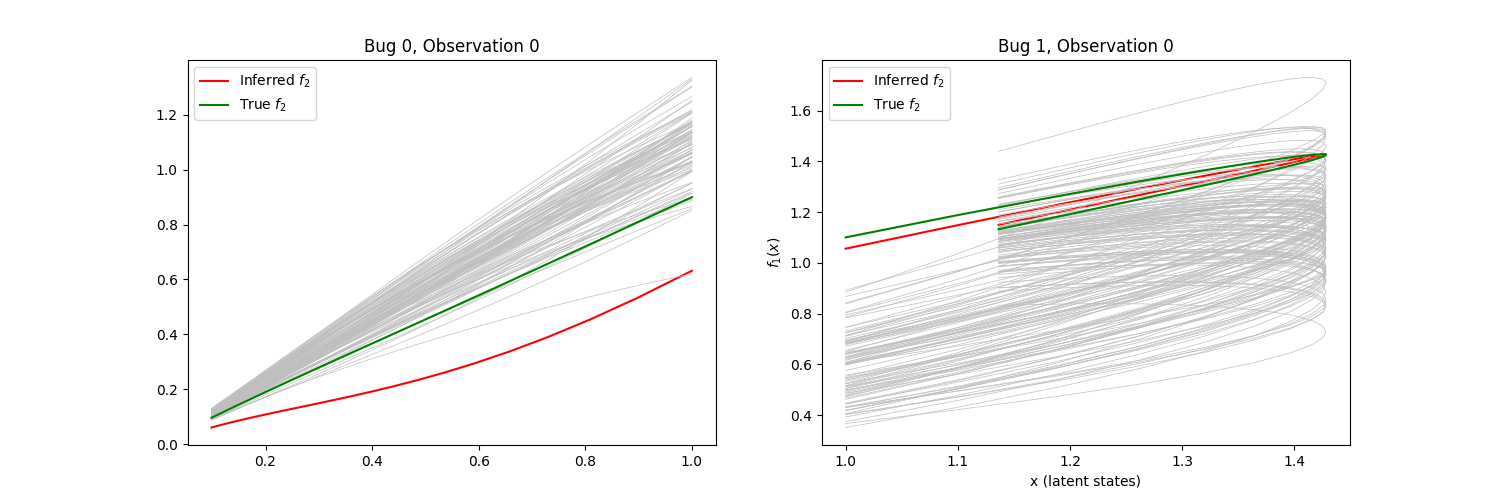 Bug 0, Observation 0
Inferred f₂
True f₂
1.2
1.0
0.8
0.6
0.4
0.2
0.0
0.2 0.4 0.6 0.8 1.0
Bug 1, Observation 0
Inferred f₂
True f₂
f₁(x)
1.6
1.4
1.2
1.0
0.8
0.6
0.4
1.0 1.1 1.2 1.3 1.4
x (latent states)